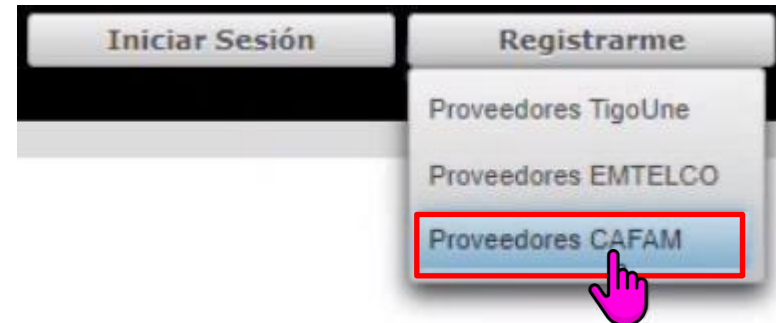 Iniciar Sesión
Registrarme
Proveedores TigoUne
Proveedores EMTELCO
Proveedores CAFAM